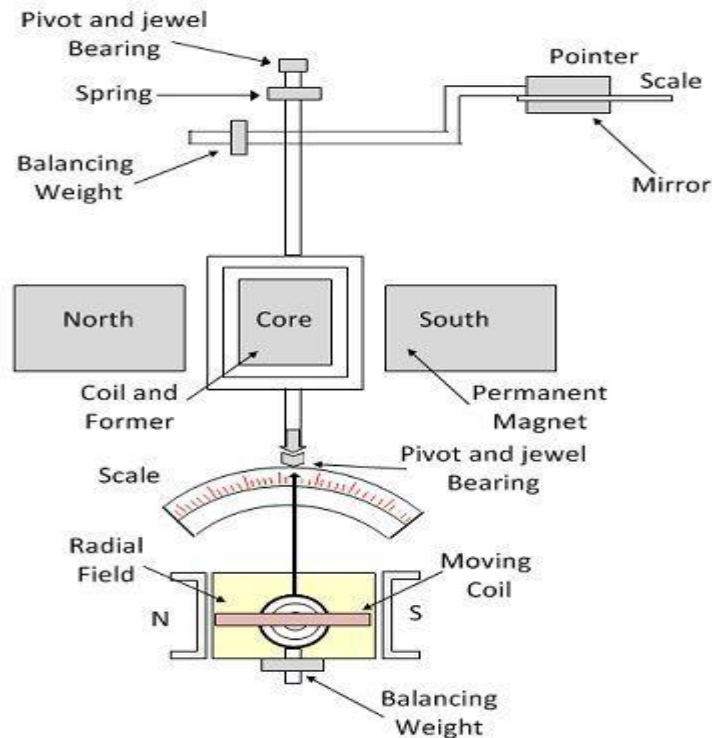 Pivot and jewel
Bearing
Pointer
Scale
Spring
Balancing
Weight
Mirror
North
Core
South
Coil and
Former
Permanent
Magnet
Pivot and jewel
Bearing
Scale
Radial
Field
Moving
Coil
N
S
Balancing
Weight